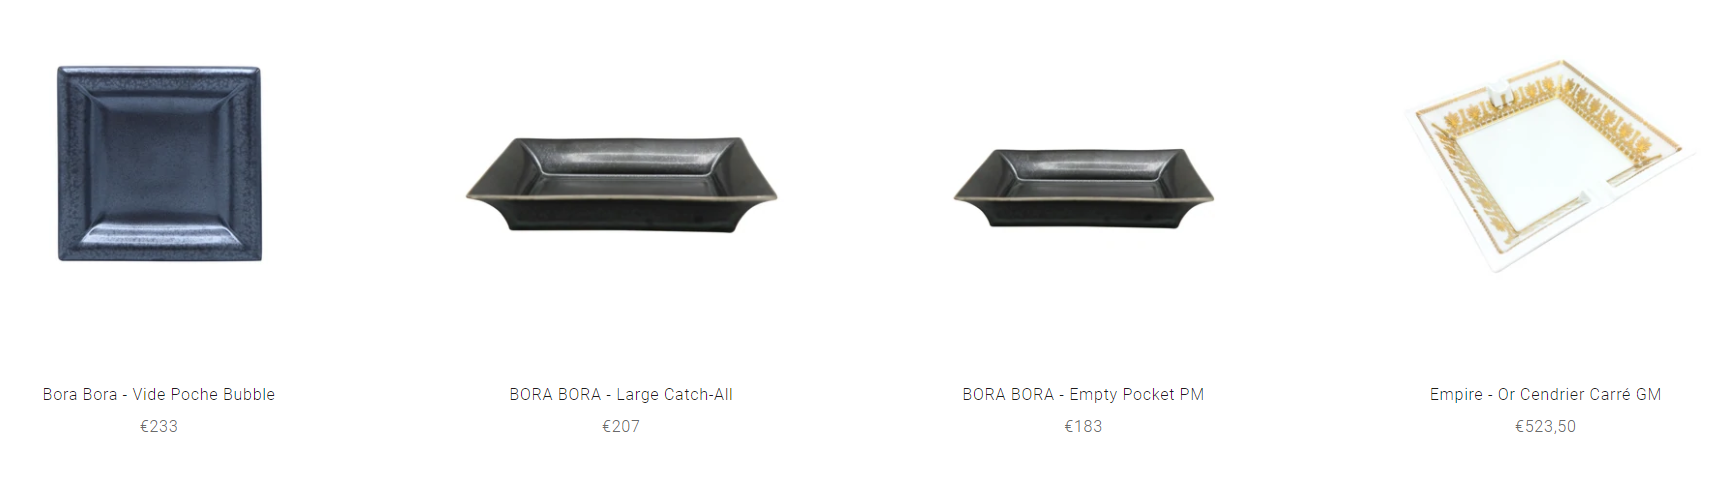 Bora Bora - Vide Poche Bubble
€233
BORA BORA - Large Catch-All
€207
BORA BORA - Empty Pocket PM
€183
Empire - Or Cendrier Carré GM
€523,50